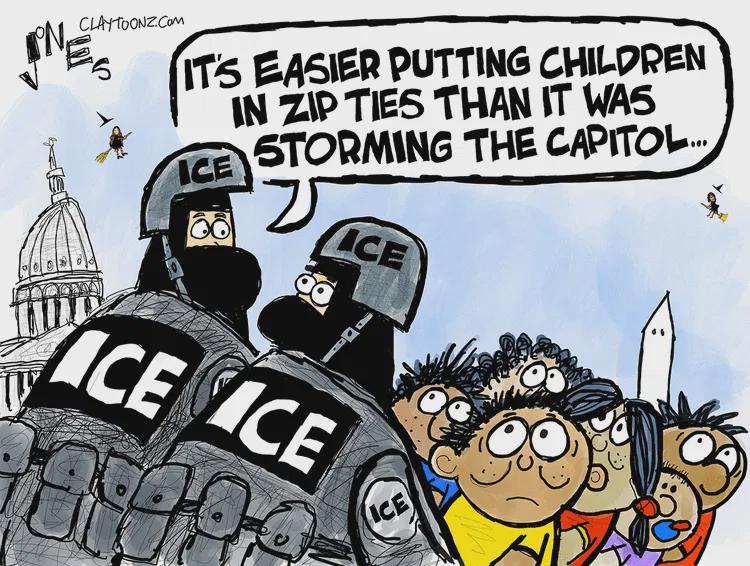 JONES
CLAYTOONZ.COM
IT'S EASIER PUTTING CHILDREN
IN ZIP TIES THAN IT WAS
STORMING THE CAPITOL...
ICE
ICE
ICE
ICE
ICE